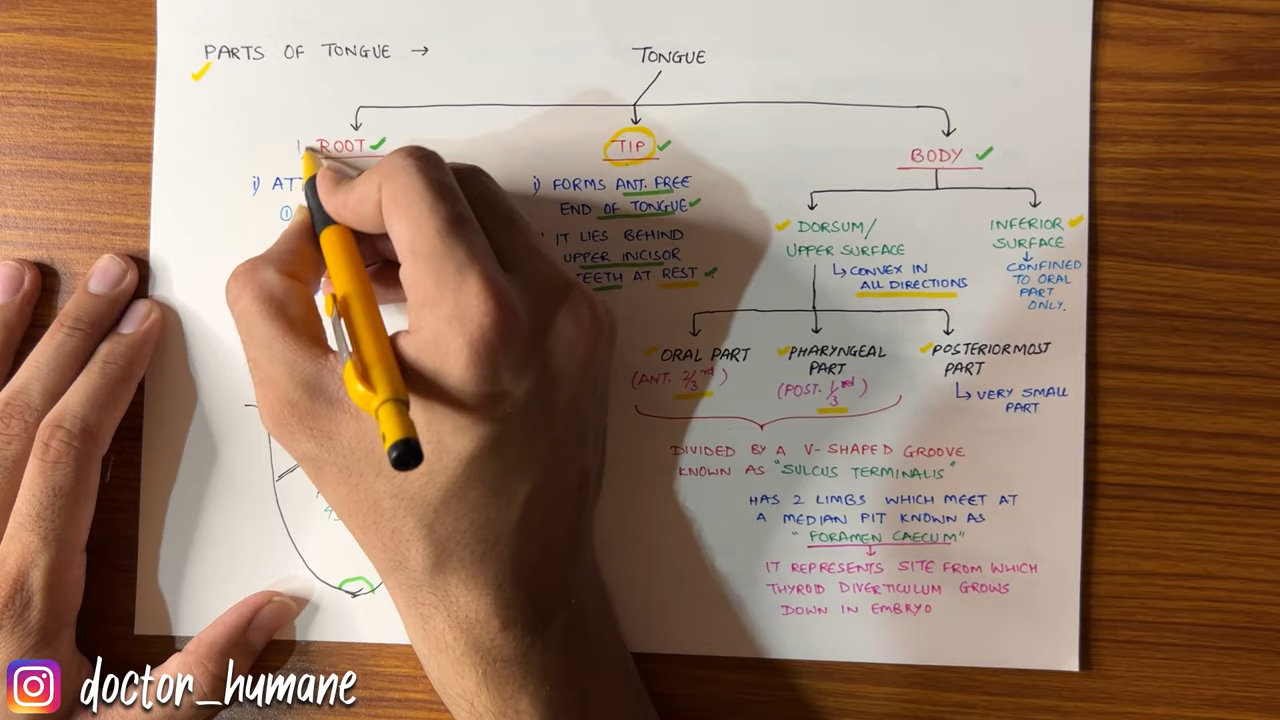 PARTS OF TONGUE →
TONGUE
ROOT
i) ATT
①
TIP
i) FORMS ANT. FREE
END OF TONGUE
IT LIES BEHIND
UPPER INCISOR
TEETH AT REST
BODY
DORSUM/
UPPER SURFACE
↳ CONVEX IN
ALL DIRECTIONS
INFERIOR
SURFACE
↓
CONFINED
TO ORAL
PART
ONLY.
ORAL PART
(ANT. 2/3rd)
PHARYNGEAL
PART
(POST. 1/3rd)
POSTERIORMOST
PART
↳ VERY SMALL
PART
DIVIDED BY A V-SHAPED GROOVE
KNOWN AS "SULCUS TERMINALIS"
HAS 2 LIMBS WHICH MEET AT
A MEDIAN PIT KNOWN AS
"FORAMEN CAECUM"
↓
IT REPRESENTS SITE FROM WHICH
THYROID DIVERTICULUM GROWS
DOWN IN EMBRYO
doctor_humane